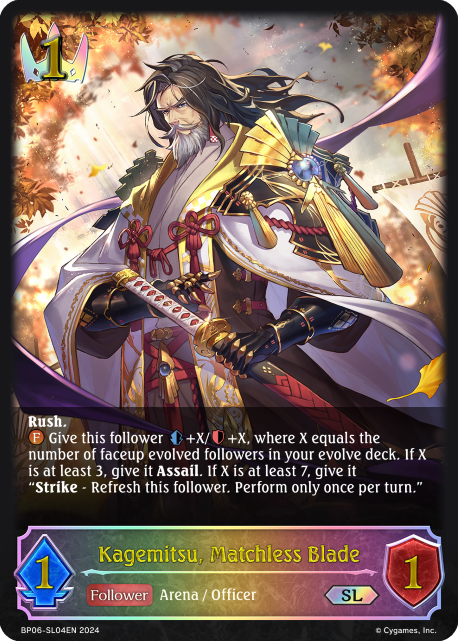 1
Rush.
F Give this follower +X/ +X, where X equals the
number of faceup evolved followers in your evolve deck. If X
is at least 3, give it Assail. If X is at least 7, give it
“Strike - Refresh this follower. Perform only once per turn.”
Kagemitsu, Matchless Blade
1 Follower Arena / Officer SL 1
BP06-SL04EN 2024 © Cygames, Inc.